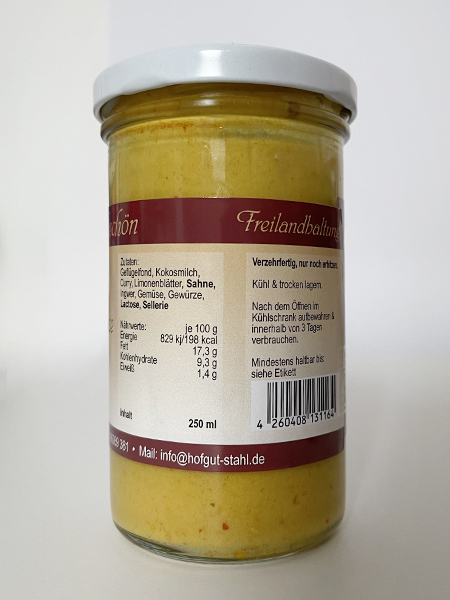 chön
Freilandhaltung
Zutaten:
Geflügelfond, Kokosmilch,
Curry, Limonenblätter, Sahne,
Ingwer, Gemüse, Gewürze,
Lactose, Sellerie
Nährwerte: je 100 g
Energie 829 kj/198 kcal
Fett 17,3 g
Kohlenhydrate 9,3 g
Eiweiß 1,4 g
Inhalt 250 ml
Verzehrfertig, nur noch erhitzen.
Kühl & trocken lagern.
Nach dem Öffnen im
Kühlschrank aufbewahren &
innerhalb von 3 Tagen
verbrauchen.
Mindestens haltbar bis:
siehe Etikett
4 260408 131164
381 • Mail: info@hofgut-stahl.de